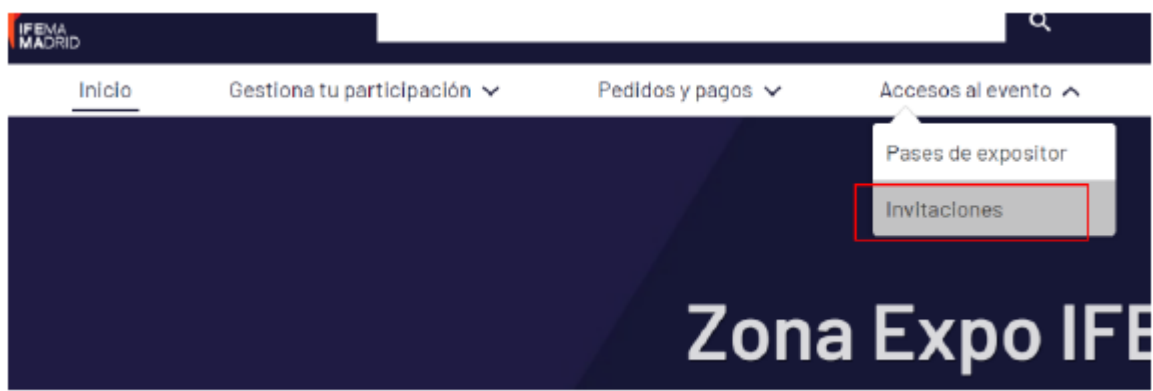 IFEMA
MADRID
Inicio
Gestiona tu participación
Pedidos y pagos
Accesos al evento
Pases de expositor
Invitaciones
Zona Expo IFE